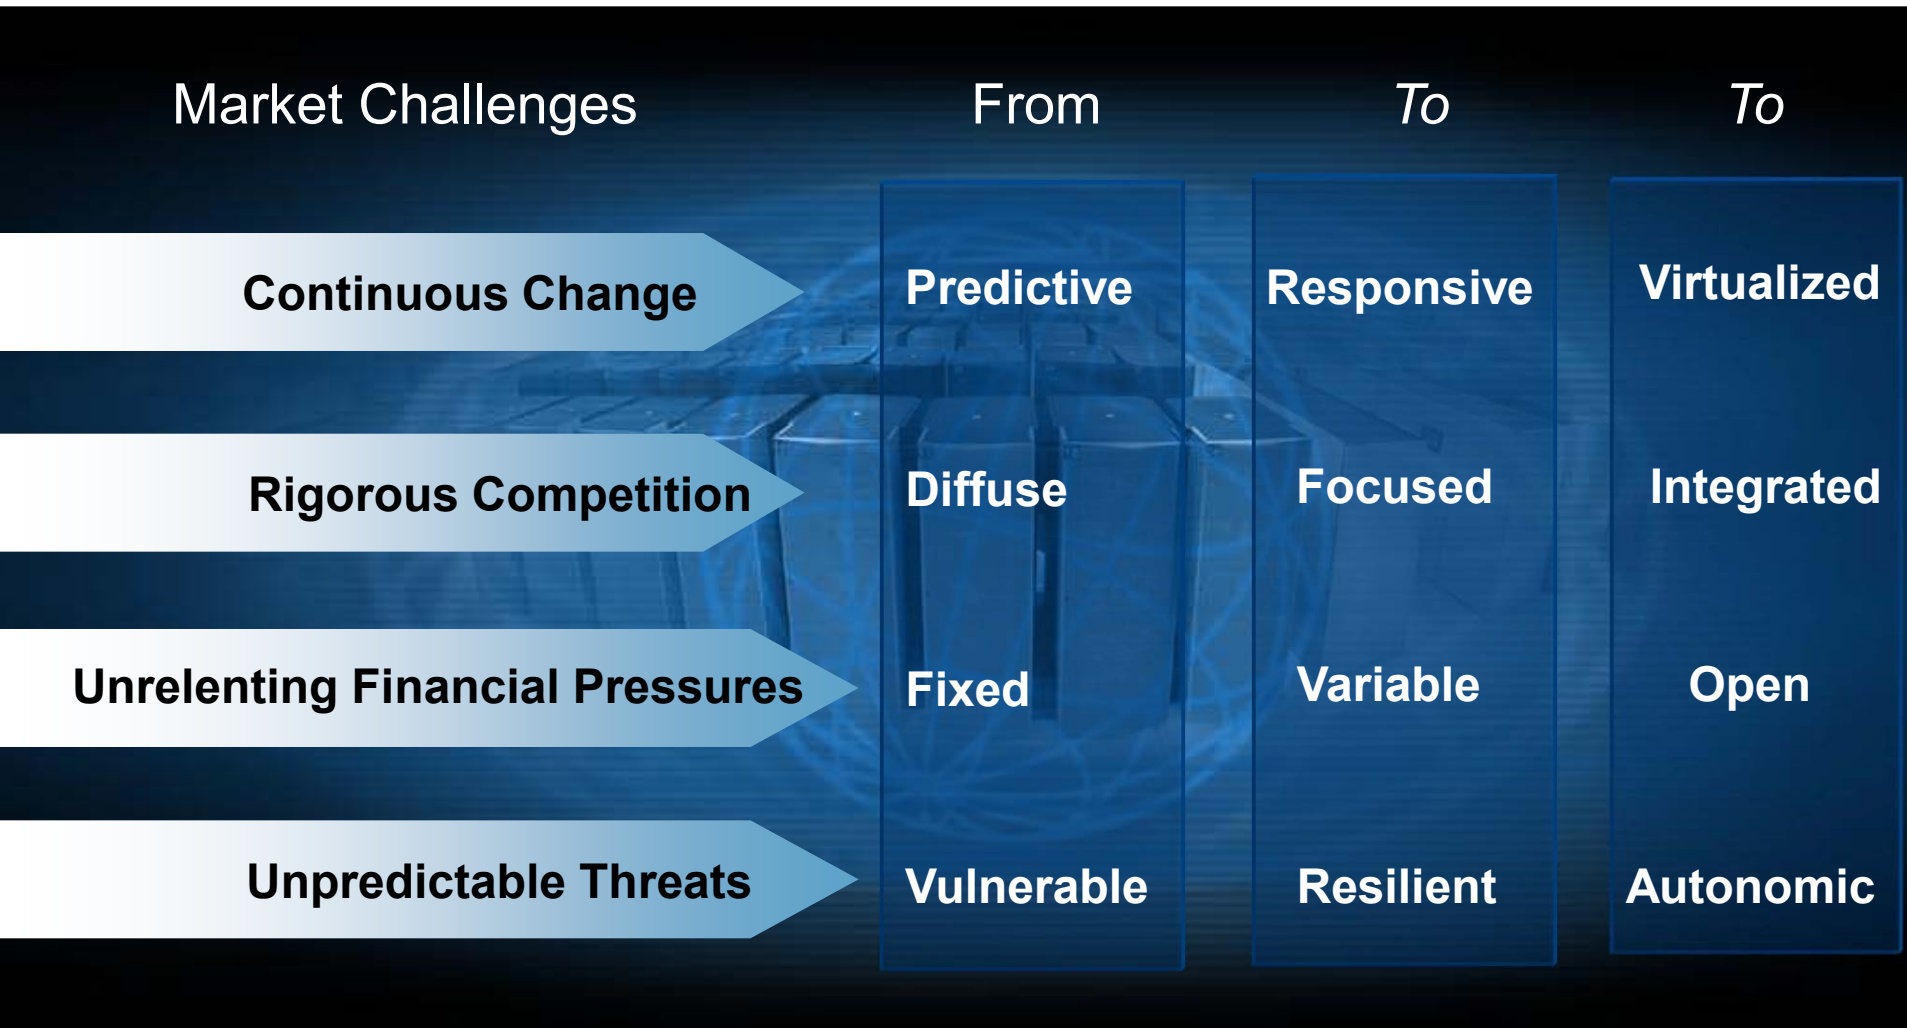 Market Challenges From To To
Continuous Change Predictive Responsive Virtualized
Rigorous Competition Diffuse Focused Integrated
Unrelenting Financial Pressures Fixed Variable Open
Unpredictable Threats Vulnerable Resilient Autonomic